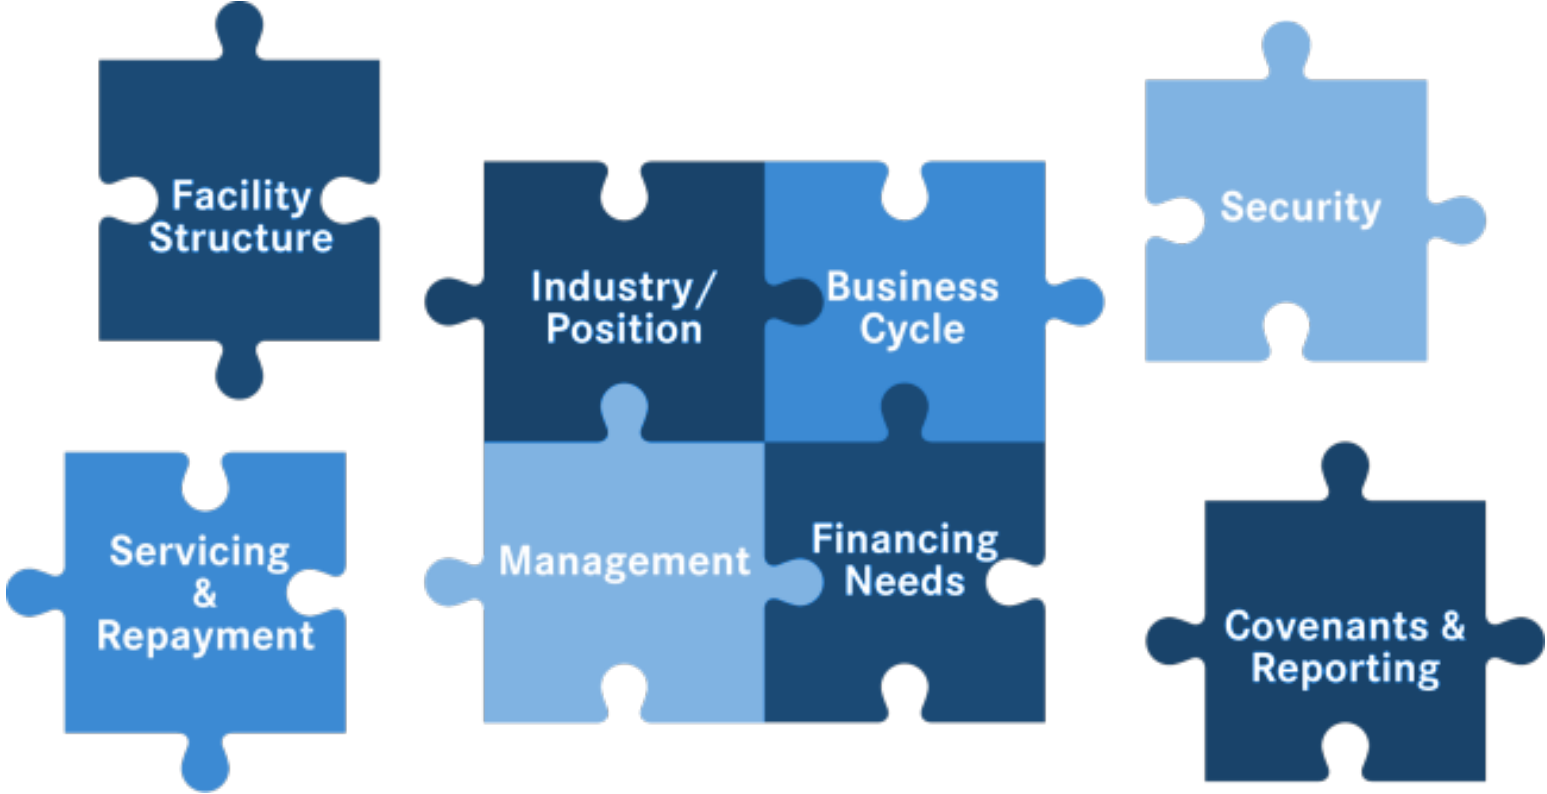 Facility
Structure
Servicing
&
Repayment
Industry/
Position
Business
Cycle
Management
Financing
Needs
Security
Covenants &
Reporting